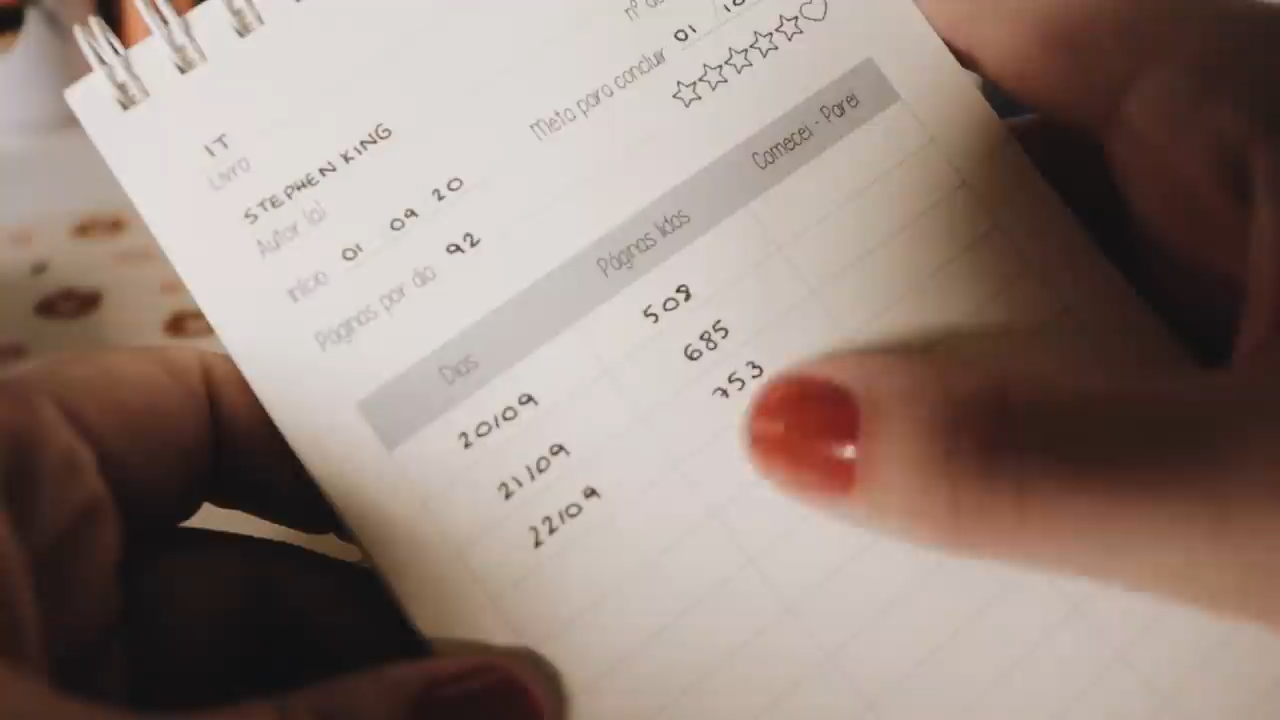 IT
Livro
STEPHEN KING
Autor (a)
Início 01 09 20
Meta para concluir 01
Páginas por dia 92
Dias Páginas lidas Comecei - Parei
20/09 508
21/09 685
22/09 753